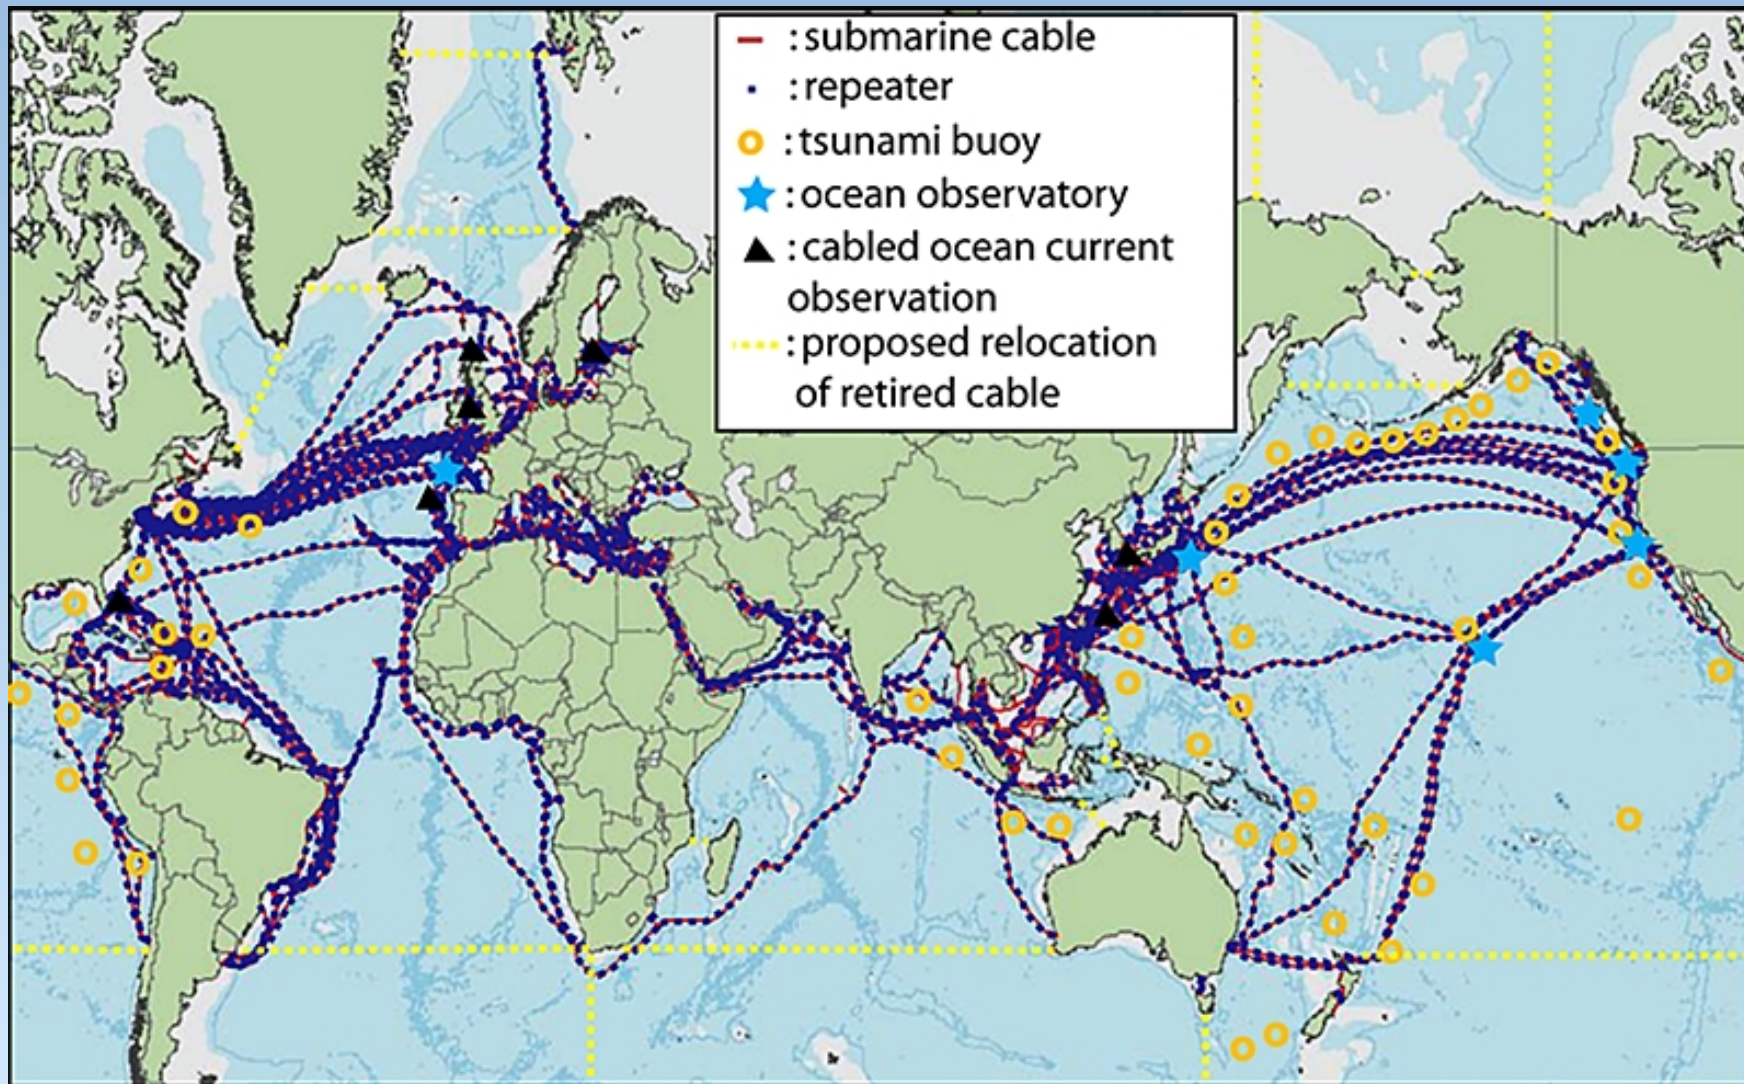 : submarine cable
: repeater
: tsunami buoy
: ocean observatory
: cabled ocean current
observation
: proposed relocation
of retired cable